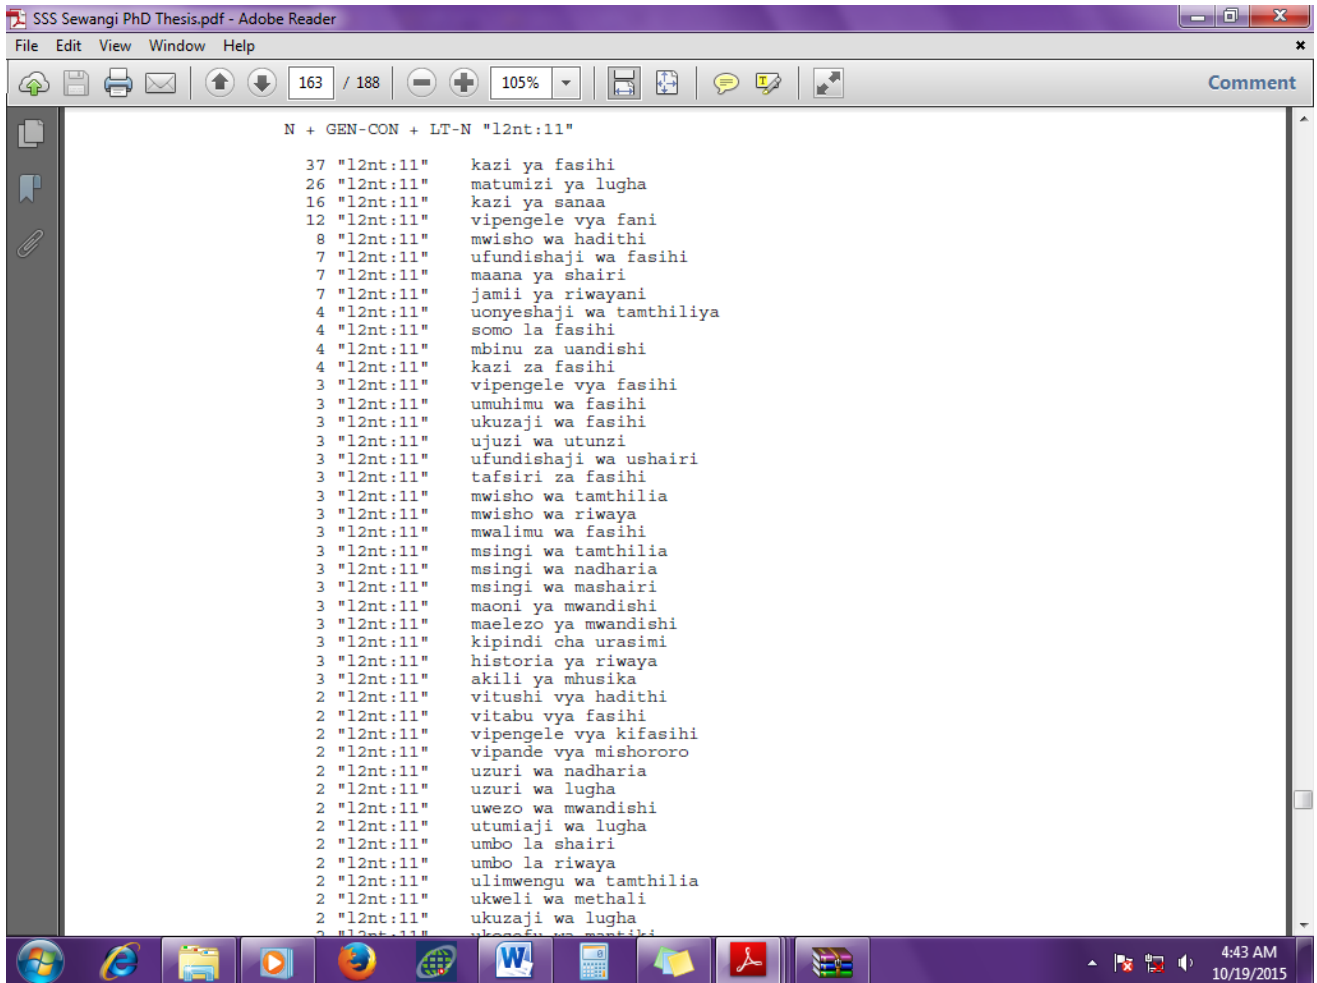 SSS Sewangi PhD Thesis.pdf - Adobe Reader
File Edit View Window Help
163 / 188 105% Comment
N + GEN-CON + LT-N "l2nt:11"
37 "l2nt:11" kazi ya fasihi
26 "l2nt:11" matumizi ya lugha
16 "l2nt:11" kazi ya sanaa
12 "l2nt:11" vipengele vya fani
8 "l2nt:11" mwisho wa hadithi
7 "l2nt:11" ufundishaji wa fasihi
7 "l2nt:11" maana ya shairi
7 "l2nt:11" jamii ya riwayani
4 "l2nt:11" uonyeshaji wa tamthiliya
4 "l2nt:11" somo la fasihi
4 "l2nt:11" mbinu za uandishi
4 "l2nt:11" kazi za fasihi
3 "l2nt:11" vipengele vya fasihi
3 "l2nt:11" umuhimu wa fasihi
3 "l2nt:11" ukuzaji wa fasihi
3 "l2nt:11" ujuzi wa utunzi
3 "l2nt:11" ufundishaji wa ushairi
3 "l2nt:11" tafsiri za fasihi
3 "l2nt:11" mwisho wa tamthilia
3 "l2nt:11" mwisho wa riwaya
3 "l2nt:11" mwalimu wa fasihi
3 "l2nt:11" msingi wa tamthilia
3 "l2nt:11" msingi wa nadharia
3 "l2nt:11" msingi wa mashairi
3 "l2nt:11" maoni ya mwandishi
3 "l2nt:11" maelezo ya mwandishi
3 "l2nt:11" kipindi cha urasimi
3 "l2nt:11" historia ya riwaya
3 "l2nt:11" akili ya mhusika
2 "l2nt:11" vitushi vya hadithi
2 "l2nt:11" vitabu vya fasihi
2 "l2nt:11" vipengele vya kifasihi
2 "l2nt:11" vipande vya mishororo
2 "l2nt:11" uzuri wa nadharia
2 "l2nt:11" uzuri wa lugha
2 "l2nt:11" uwezo wa mwandishi
2 "l2nt:11" utumiaji wa lugha
2 "l2nt:11" umbo la shairi
2 "l2nt:11" umbo la riwaya
2 "l2nt:11" ulimwengu wa tamthilia
2 "l2nt:11" ukweli wa methali
2 "l2nt:11" ukuzaji wa lugha
2 "l2nt:11" wa mantiki
4:43 AM
10/19/2015